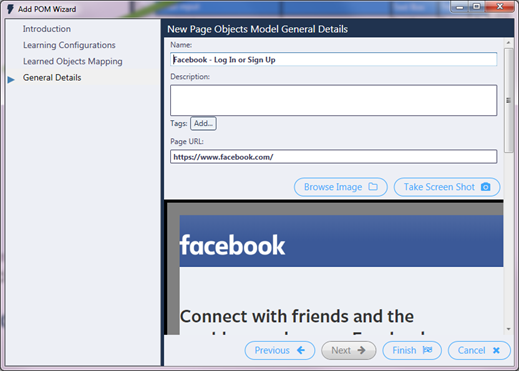 Add POM Wizard
Introduction
Learning Configurations
Learned Objects Mapping
General Details
New Page Objects Model General Details
Name:
Facebook - Log In or Sign Up
Description:
Tags: Add...
Page URL:
https://www.facebook.com/
Browse Image Take Screen Shot
facebook
Connect with friends and the
Previous Next Finish Cancel